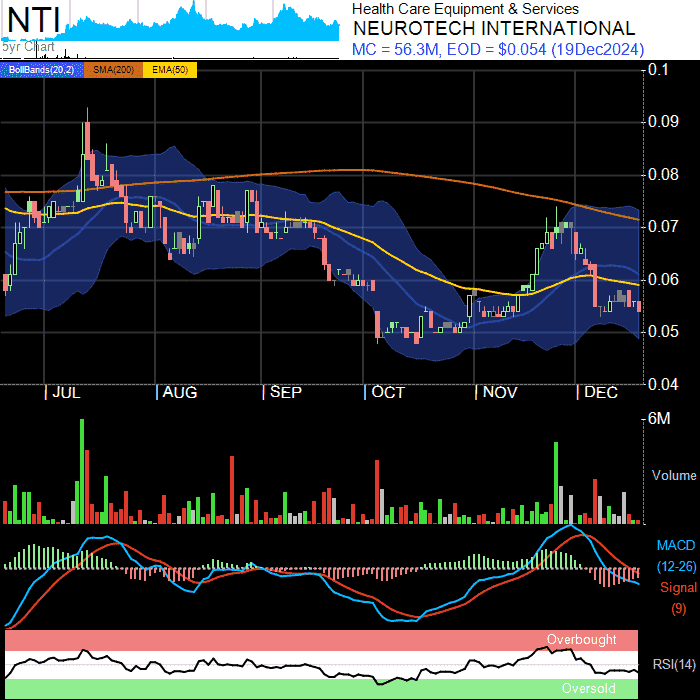 NTI
Health Care Equipment & Services
NEUROTECH INTERNATIONAL
5yr Chart
MC = 56.3M, EOD = $0.054 (19Dec2024)
BollBands(20,2) SMA(200) EMA(50)
0.1
0.09
0.08
0.07
0.06
0.05
0.04
JUL AUG SEP OCT NOV DEC
6M
Volume
MACD
(12-26)
Signal
(9)
Overbought
RSI(14)
Oversold